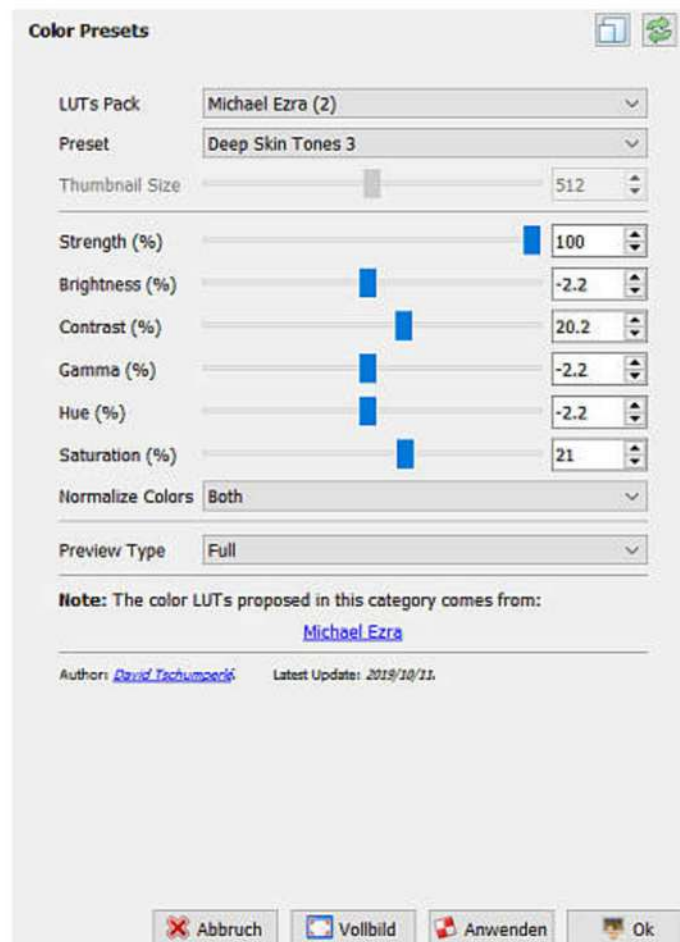 Color Presets
LUTs Pack Michael Ezra (2)
Preset Deep Skin Tones 3
Thumbnail Size 512
Strength (%) 100
Brightness (%) -2.2
Contrast (%) 20.2
Gamma (%) -2.2
Hue (%) -2.2
Saturation (%) 21
Normalize Colors Both
Preview Type Full
Note: The color LUTs proposed in this category comes from:
Michael Ezra
Author: David Tschumperlé. Latest Update: 2019/10/11.
Abbruch Vollbild Anwenden Ok